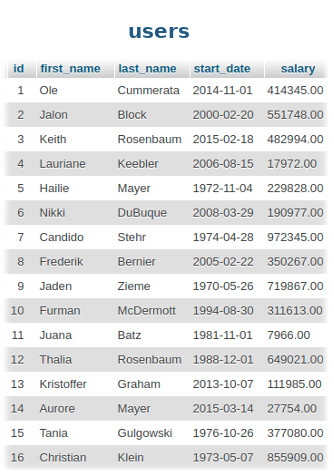 users
id first_name last_name start_date salary
1 Ole Cummerata 2014-11-01 414345.00
2 Jalon Block 2000-02-20 551748.00
3 Keith Rosenbaum 2015-02-18 482994.00
4 Lauriane Keebler 2006-08-15 17972.00
5 Hailie Mayer 1972-11-04 229828.00
6 Nikki DuBuque 2008-03-29 190977.00
7 Candido Stehr 1974-04-28 972345.00
8 Frederik Bernier 2005-02-22 350267.00
9 Jaden Zieme 1970-05-26 719867.00
10 Furman McDermott 1994-08-30 311613.00
11 Juana Batz 1981-11-01 7966.00
12 Thalia Rosenbaum 1988-12-01 649021.00
13 Kristoffer Graham 2013-10-07 111985.00
14 Aurore Mayer 2015-03-14 27754.00
15 Tania Gulgowski 1976-10-26 377080.00
16 Christian Klein 1973-05-07 855909.00